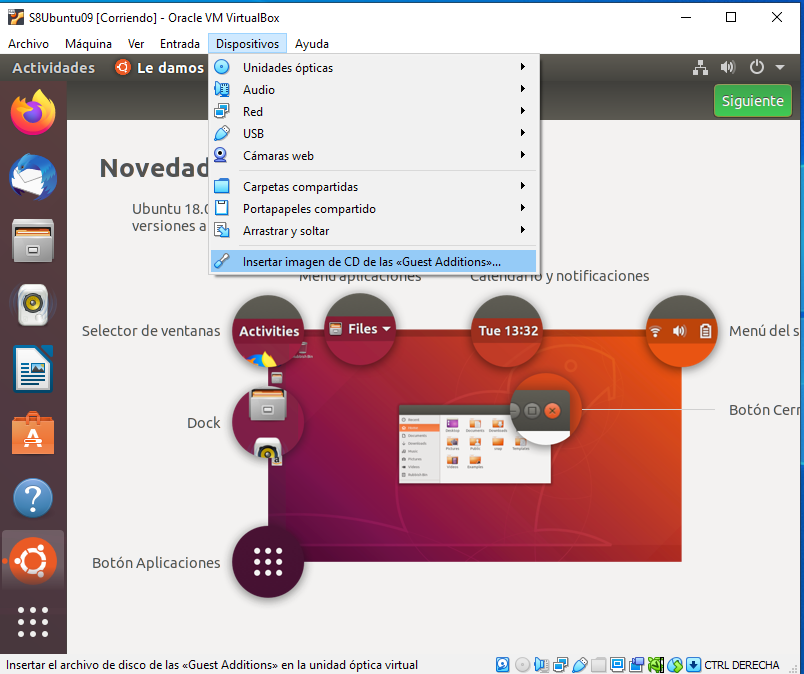 S8Ubuntu09 [Corriendo] - Oracle VM VirtualBox
Archivo Máquina Ver Entrada Dispositivos Ayuda
Actividades Le damos
Unidades ópticas
Audio
Red
USB
Cámaras web
Carpetas compartidas
Portapapeles compartido
Arrastrar y soltar
Insertar imagen de CD de las «Guest Additions»...
Siguiente
Novedad
Ubuntu 18.0
versiones a
Menú aplicaciones
Calendario y notificaciones
Selector de ventanas
Activities
Files
Tue 13:32
Menú del s
Dock
Botón Cerr
Botón Aplicaciones
Insertar el archivo de disco de las «Guest Additions» en la unidad óptica virtual
CTRL DERECHA